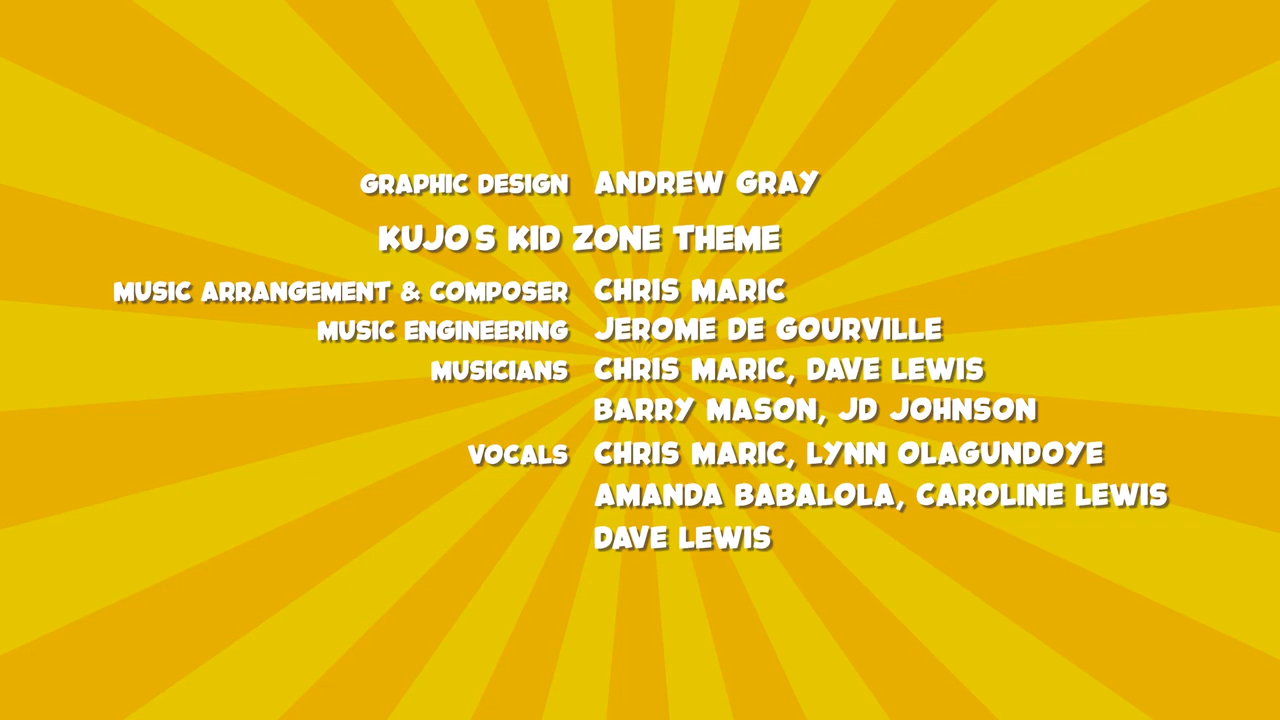 GRAPHIC DESIGN ANDREW GRAY
KUJO S KID ZONE THEME
MUSIC ARRANGEMENT & COMPOSER CHRIS MARIC
MUSIC ENGINEERING JEROME DE GOURVILLE
MUSICIANS CHRIS MARIC, DAVE LEWIS
BARRY MASON, JD JOHNSON
VOCALS CHRIS MARIC, LYNN OLAGUNDOYE
AMANDA BABALOLA, CAROLINE LEWIS
DAVE LEWIS